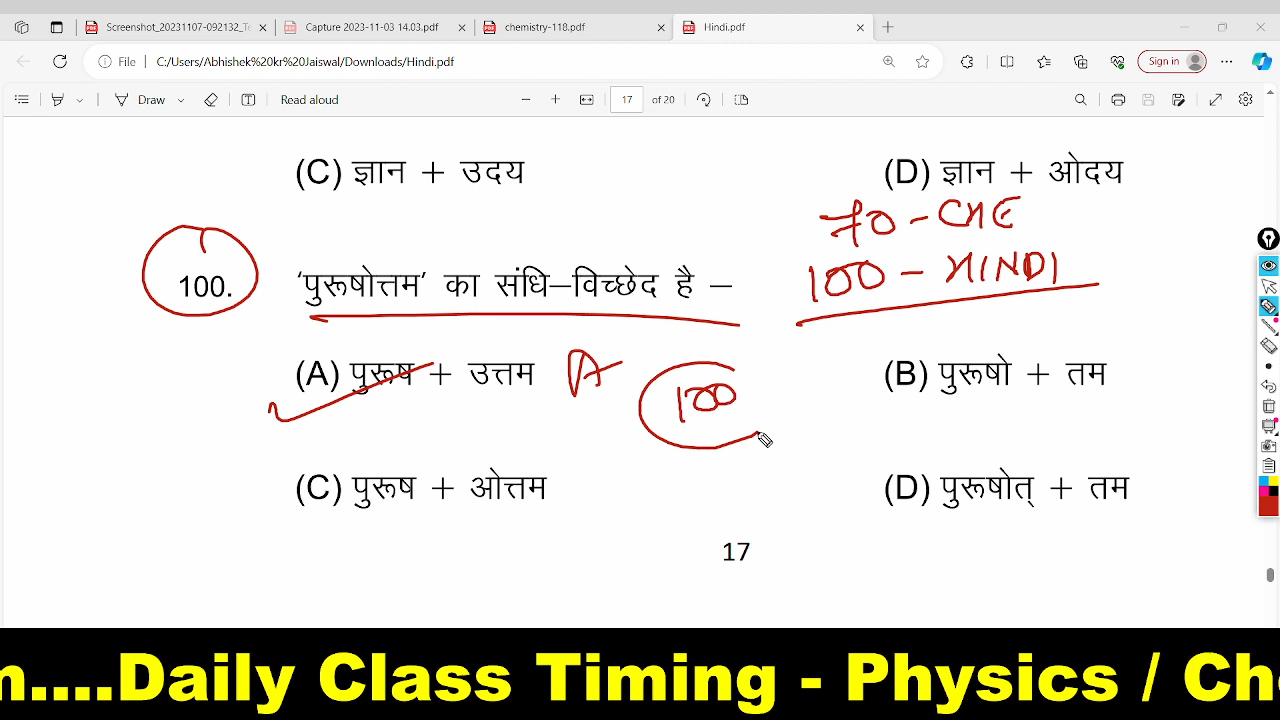 Screenshot_20231107-092132_Te
Capture 2023-11-03 14.03.pdf
chemistry-118.pdf
Hindi.pdf
File
C:/Users/Abhishek%20kr%20Jaiswal/Downloads/Hindi.pdf
Sign in
Draw
Read aloud
17 of 20
(C) ज्ञान + उदय (D) ज्ञान + ओदय
70 - CHE
100. 'पुरूषोत्तम' का संधि–विच्छेद है –
100 - HINDI
(A) पुरूष + उत्तम A (B) पुरूषो + तम
100
(C) पुरूष + ओत्तम (D) पुरूषोत् + तम
17
m....Daily Class Timing - Physics / Che